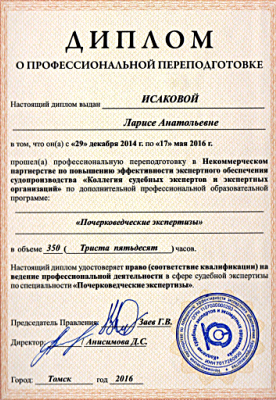 ДИПЛОМ
О ПРОФЕССИОНАЛЬНОЙ ПЕРЕПОДГОТОВКЕ
Настоящий диплом выдан ИСАКОВОЙ
Ларисе Анатольевне
в том, что он(а) с «29» декабря 2014 г. по «17» мая 2016 г.
прошел(а) профессиональную переподготовку в Некоммерческом
партнерстве по повышению эффективности экспертного обеспечения
судопроизводства «Коллегия судебных экспертов и экспертных
организаций» по дополнительной профессиональной образовательной
программе:
«Почерковедческие экспертизы»
в объеме 350 ( Триста пятьдесят ) часов.
Настоящий диплом удостоверяет право (соответствие квалификации) на
ведение профессиональной деятельности в сфере судебной экспертизы
по специальности «Почерковедческие экспертизы».
Председатель Правления: Заев Г.В.
Директор: Анисимова Д.С.
Город: Томск год 2016